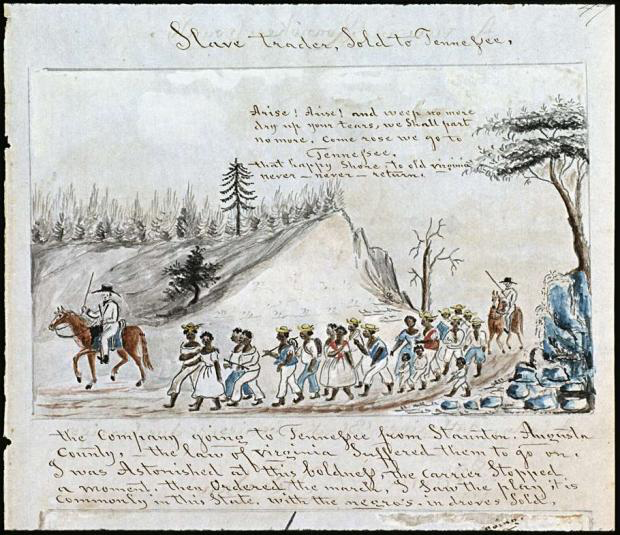 Slave trader, Sold to Tennessee,
Arise! Arise! and weep no more
dry up your tears, we shall part
no more. Come rose we go to
Tennessee,
that happy Shore. to old virginia
never - never - return.
the Company going to Tennessee from Staunton. Augusta
County, - the law of virginia Suffered them to go on.
I was Astonished at this boldness, the carrier Stopped
a moment, then Ordered the march, I Saw the play it is
Commonly in this State, with the negro's in droves Sold.